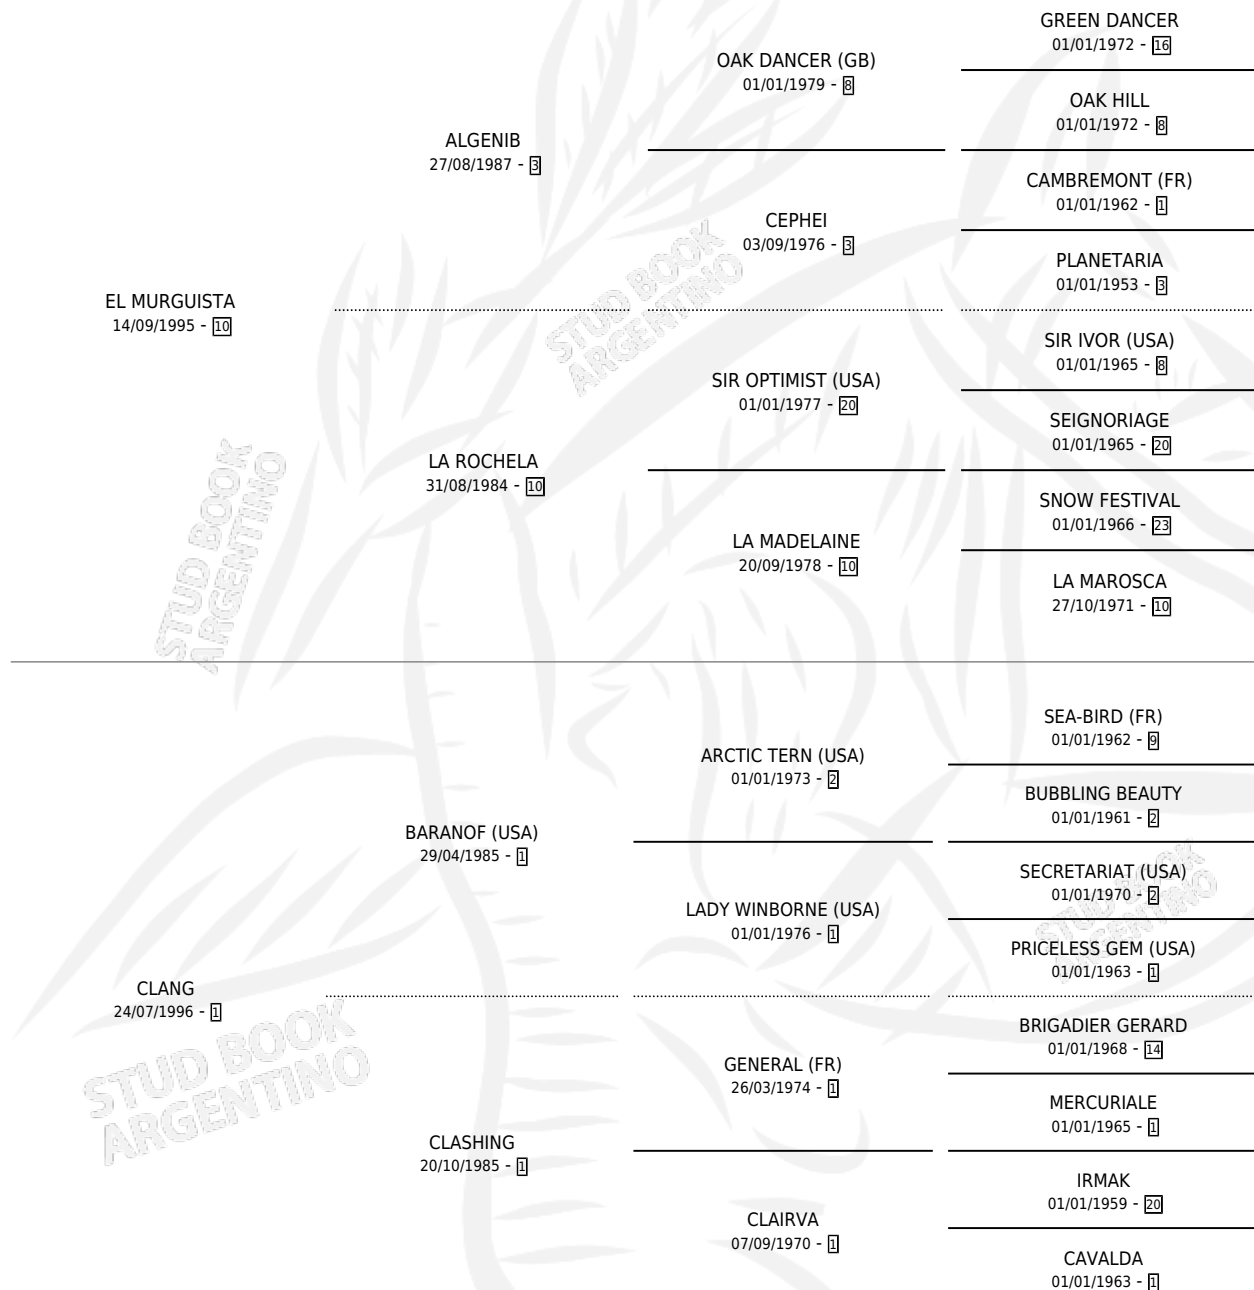 GREEN DANCER
01/01/1972 - 16
OAK DANCER (GB)
01/01/1979 - 8
OAK HILL
01/01/1972 - 8
ALGENIB
27/08/1987 - 3
CAMBREMONT (FR)
01/01/1962 - 1
CEPHEI
03/09/1976 - 3
PLANETARIA
01/01/1953 - 3
EL MURGUISTA
14/09/1995 - 10
SIR IVOR (USA)
01/01/1965 - 8
SIR OPTIMIST (USA)
01/01/1977 - 20
SEIGNORIAGE
01/01/1965 - 20
LA ROCHELA
31/08/1984 - 10
SNOW FESTIVAL
01/01/1966 - 23
LA MADELAINE
20/09/1978 - 10
LA MAROSCA
27/10/1971 - 10
STUD BOOK
ARGENTINO
STUD BOOK
ARGENTINO
SEA-BIRD (FR)
01/01/1962 - 9
ARCTIC TERN (USA)
01/01/1973 - 2
BUBBLING BEAUTY
01/01/1961 - 2
BARANOF (USA)
29/04/1985 - 1
SECRETARIAT (USA)
01/01/1970 - 2
LADY WINBORNE (USA)
01/01/1976 - 1
PRICELESS GEM (USA)
01/01/1963 - 1
CLANG
24/07/1996 - 1
BRIGADIER GERARD
01/01/1968 - 14
GENERAL (FR)
26/03/1974 - 1
MERCURIALE
01/01/1965 - 1
CLASHING
20/10/1985 - 1
IRMAK
01/01/1959 - 20
CLAIRVA
07/09/1970 - 1
CAVALDA
01/01/1963 - 1
STUD BOOK
ARGENTINO
STUD BOOK
ARGENTINO